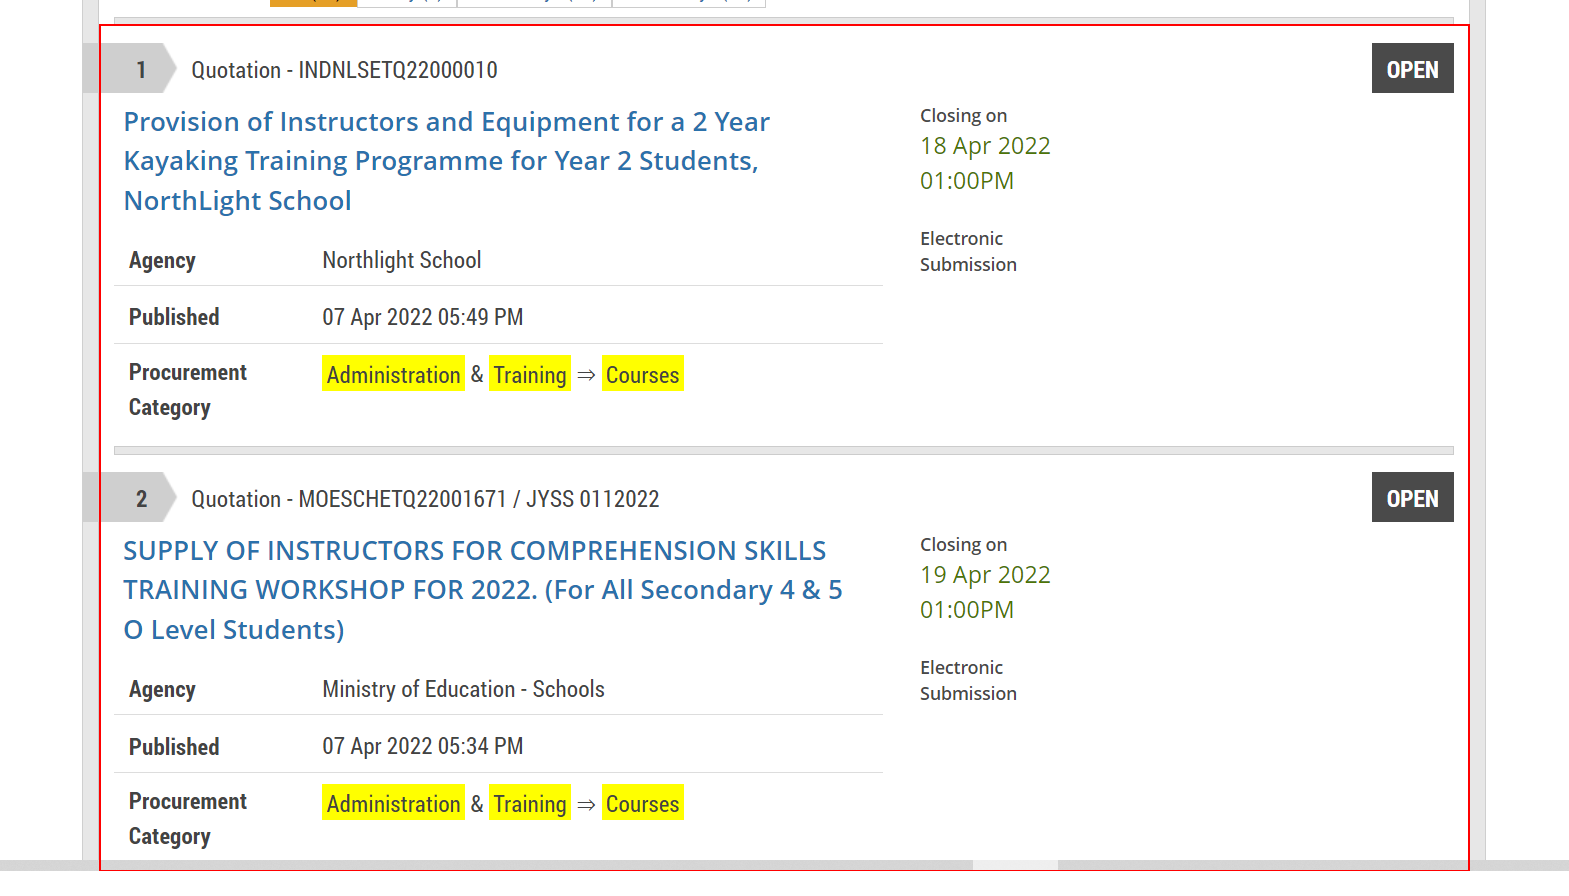 1
Quotation - INDNLSETQ22000010
OPEN
Provision of Instructors and Equipment for a 2 Year
Kayaking Training Programme for Year 2 Students,
NorthLight School
Closing on
18 Apr 2022
01:00PM
Electronic
Submission
Agency
Northlight School
Published
07 Apr 2022 05:49 PM
Procurement
Category
Administration & Training ⇒ Courses
2
Quotation - MOESCHETQ22001671 / JYSS 0112022
OPEN
SUPPLY OF INSTRUCTORS FOR COMPREHENSION SKILLS
TRAINING WORKSHOP FOR 2022. (For All Secondary 4 & 5
O Level Students)
Closing on
19 Apr 2022
01:00PM
Electronic
Submission
Agency
Ministry of Education - Schools
Published
07 Apr 2022 05:34 PM
Procurement
Category
Administration & Training ⇒ Courses